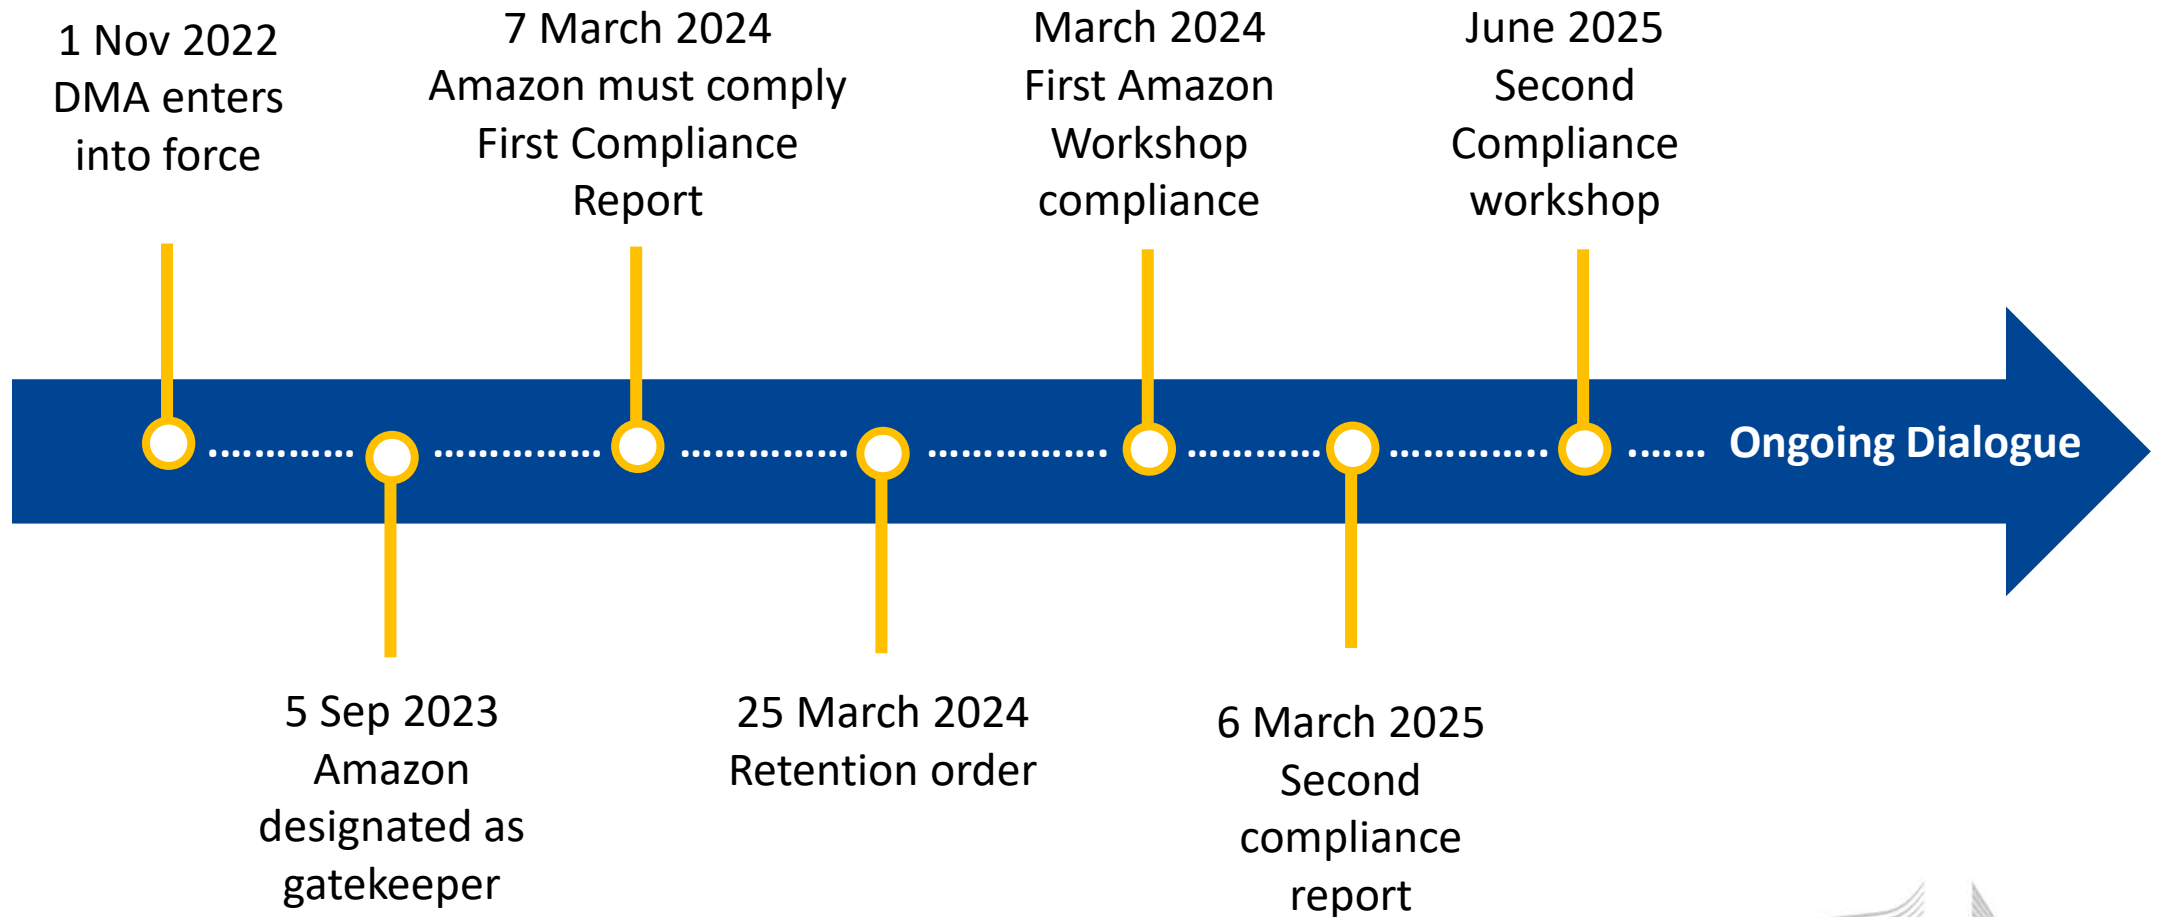 1 Nov 2022
DMA enters
into force
7 March 2024
Amazon must comply
First Compliance
Report
March 2024
First Amazon
Workshop
compliance
June 2025
Second
Compliance
workshop
Ongoing Dialogue
5 Sep 2023
Amazon
designated as
gatekeeper
25 March 2024
Retention order
6 March 2025
Second
compliance
report